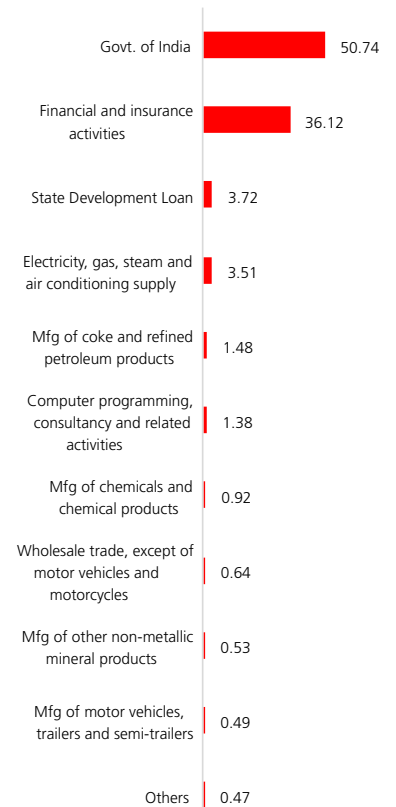 Govt. of India 50.74
Financial and insurance
activities 36.12
State Development Loan 3.72
Electricity, gas, steam and
air conditioning supply 3.51
Mfg of coke and refined
petroleum products 1.48
Computer programming,
consultancy and related
activities 1.38
Mfg of chemicals and
chemical products 0.92
Wholesale trade, except of
motor vehicles and
motorcycles 0.64
Mfg of other non-metallic
mineral products 0.53
Mfg of motor vehicles,
trailers and semi-trailers 0.49
Others 0.47